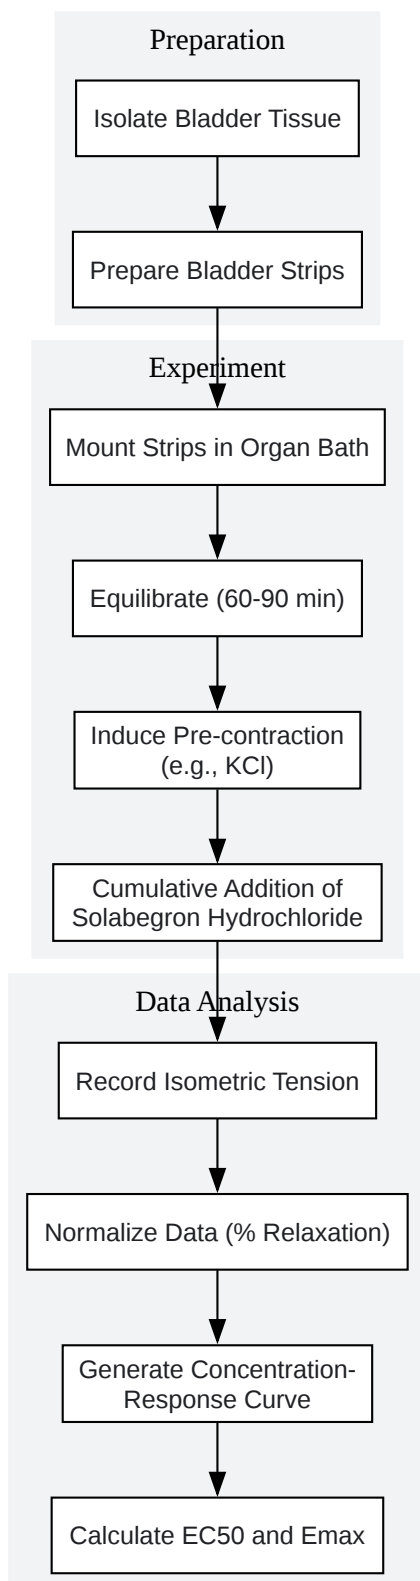 Preparation
Isolate Bladder Tissue
Prepare Bladder Strips
Experiment
Mount Strips in Organ Bath
Equilibrate (60-90 min)
Induce Pre-contraction
(e.g., KCl)
Cumulative Addition of
Solabegron Hydrochloride
Data Analysis
Record Isometric Tension
Normalize Data (% Relaxation)
Generate Concentration-
Response Curve
Calculate EC50 and Emax